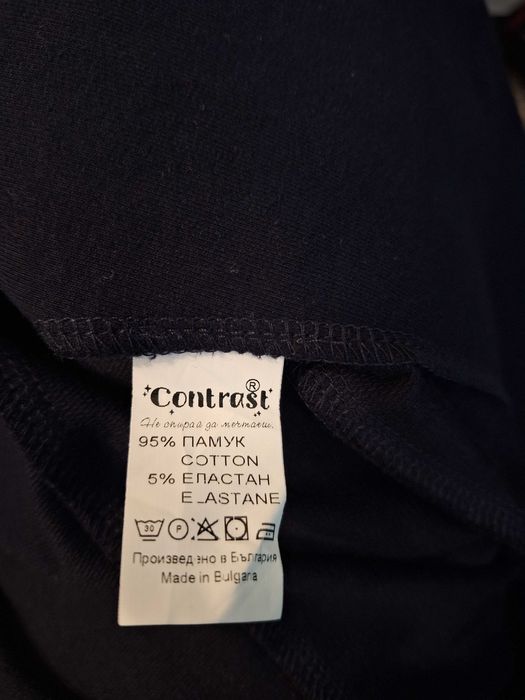 Contrast®
Не спирай да мечтаеш.
95% ПАМУК
COTTON
5% ЕЛАСТАН
ELASTANE
30 P
Произведено в България
Made in Bulgaria